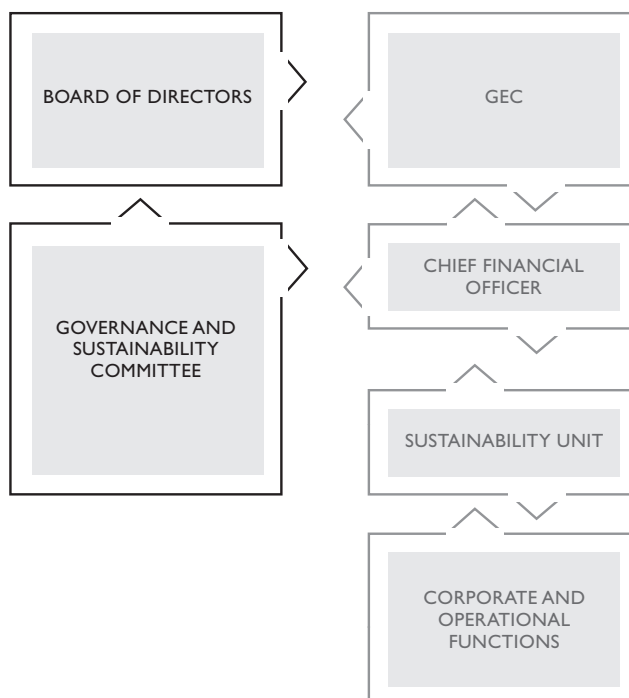 BOARD OF DIRECTORS
GEC
GOVERNANCE AND
SUSTAINABILITY
COMMITTEE
CHIEF FINANCIAL
OFFICER
SUSTAINABILITY UNIT
CORPORATE AND
OPERATIONAL
FUNCTIONS